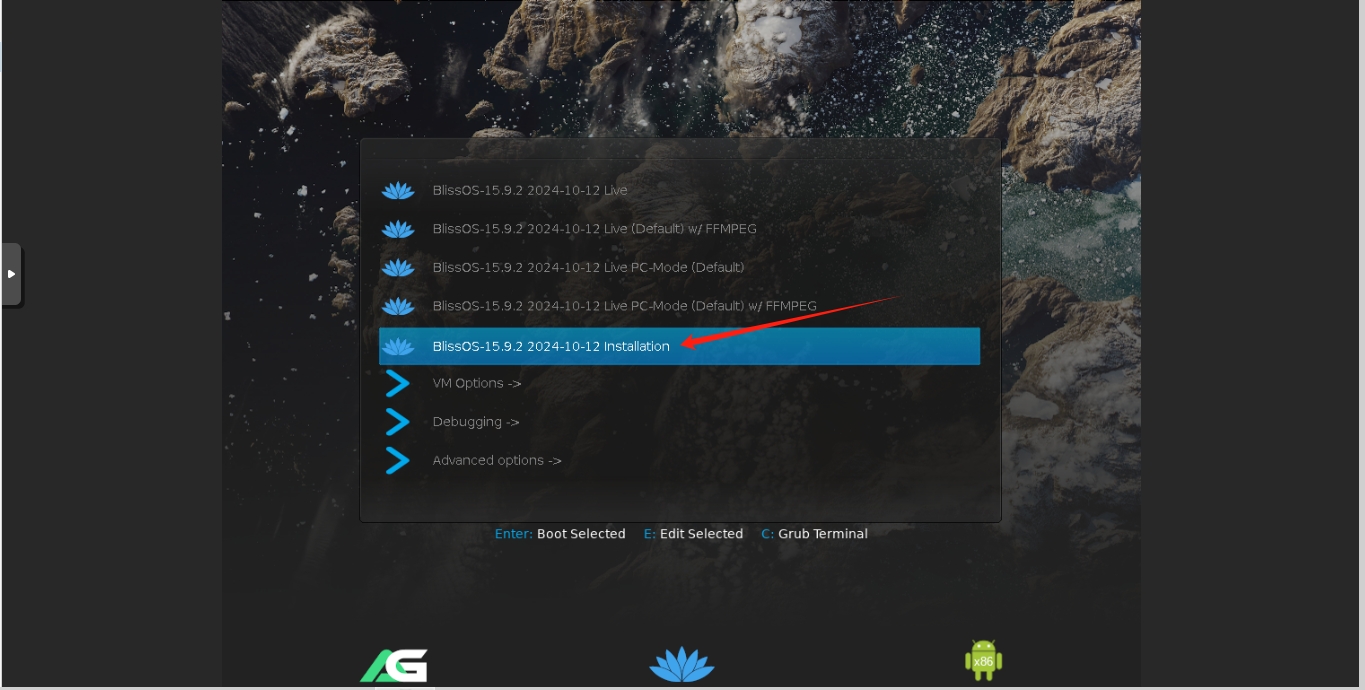 BlissOS-15.9.2 2024-10-12 Live
BlissOS-15.9.2 2024-10-12 Live (Default) w/ FFMPEG
BlissOS-15.9.2 2024-10-12 Live PC-Mode (Default)
BlissOS-15.9.2 2024-10-12 Live PC-Mode (Default) w/ FFMPEG
BlissOS-15.9.2 2024-10-12 Installation
VM Options ->
Debugging ->
Advanced options ->
Enter: Boot Selected E: Edit Selected C: Grub Terminal
AG
x86